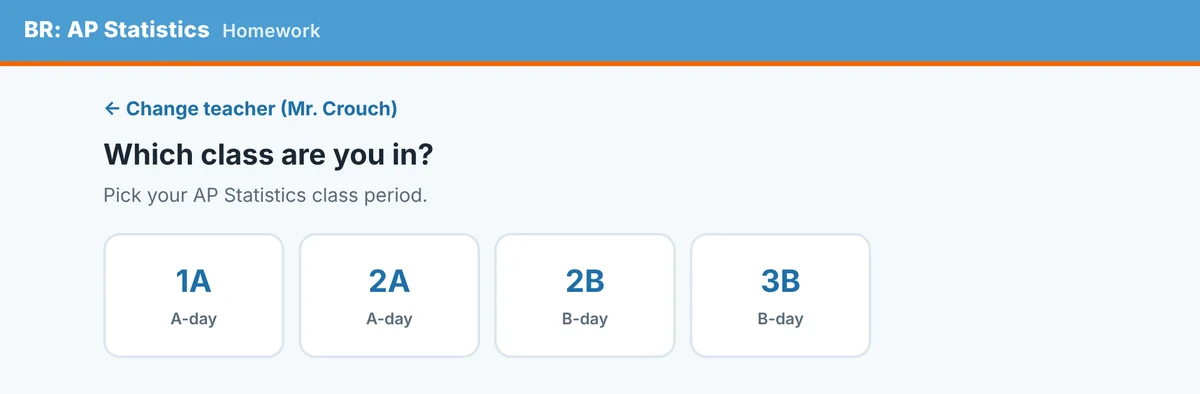 BR: AP Statistics Homework
← Change teacher (Mr. Crouch)
Which class are you in?
Pick your AP Statistics class period.
1A 2A 2B 3B
A-day A-day B-day B-day